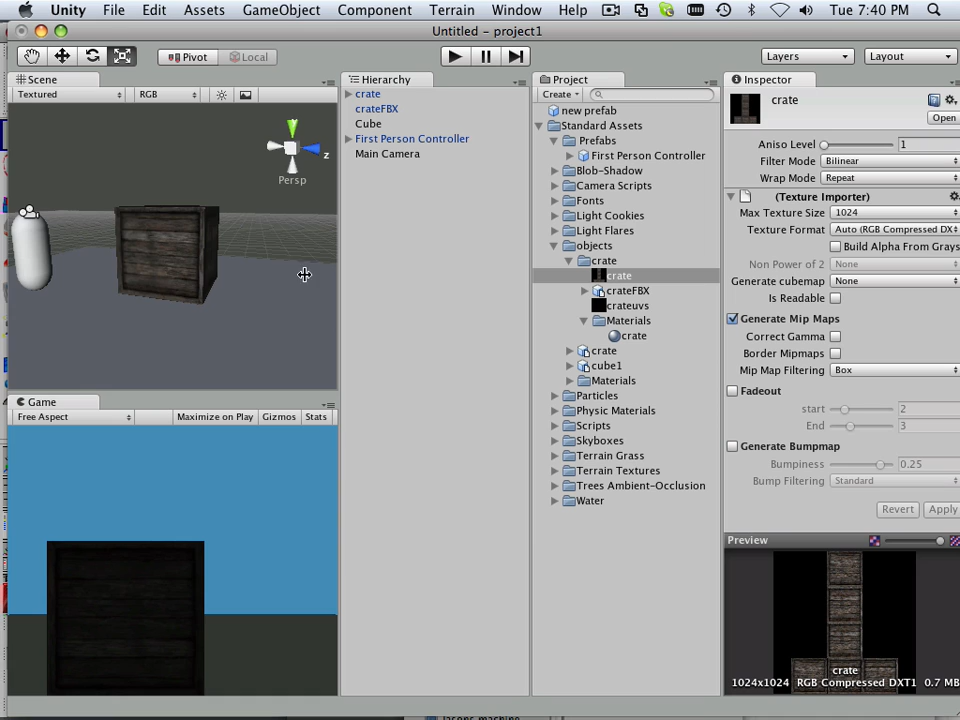 Unity File Edit Assets GameObject Component Terrain Window Help Tue 7:40 PM
Untitled - project1
Pivot Local Layers Layout
Scene
Textured RGB
z
Persp
Game
Free Aspect Maximize on Play Gizmos Stats
Hierarchy
crate
crateFBX
Cube
First Person Controller
Main Camera
Project
Create
new prefab
Standard Assets
Prefabs
First Person Controller
Blob-Shadow
Camera Scripts
Fonts
Light Cookies
Light Flares
objects
crate
crate
crateFBX
crateuvs
Materials
crate
crate
cube1
Materials
Particles
Physic Materials
Scripts
Skyboxes
Terrain Grass
Terrain Textures
Trees Ambient-Occlusion
Water
Inspector
crate
Open
Aniso Level 1
Filter Mode Bilinear
Wrap Mode Repeat
(Texture Importer)
Max Texture Size 1024
Texture Format Auto (RGB Compressed DX
Build Alpha From Grays
Non Power of 2 None
Generate cubemap None
Is Readable
Generate Mip Maps
Correct Gamma
Border Mipmaps
Mip Map Filtering Box
Fadeout
start 2
End 3
Generate Bumpmap
Bumpiness 0.25
Bump Filtering Standard
Revert Apply
Preview
crate
1024x1024 RGB Compressed DXT1 0.7 MB